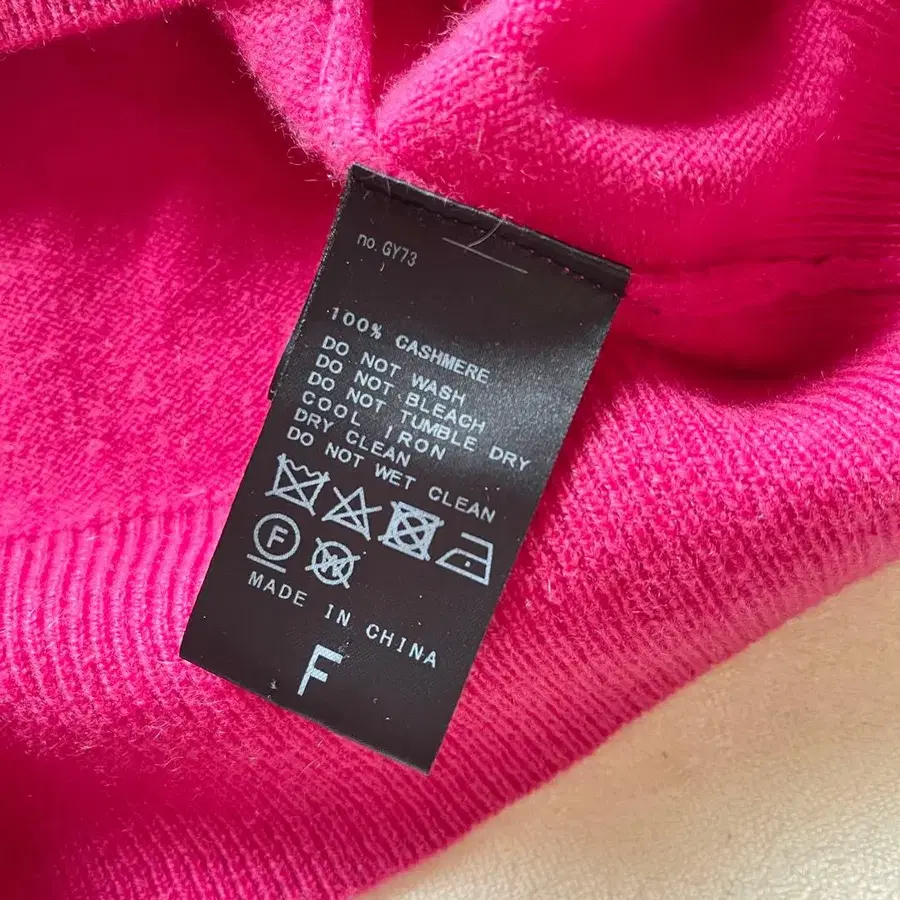 no. GY73
100% CASHMERE
DO NOT WASH
DO NOT BLEACH
DO NOT TUMBLE DRY
COOL IRON
DRY CLEAN
DO NOT WET CLEAN
F W
MADE IN CHINA
F